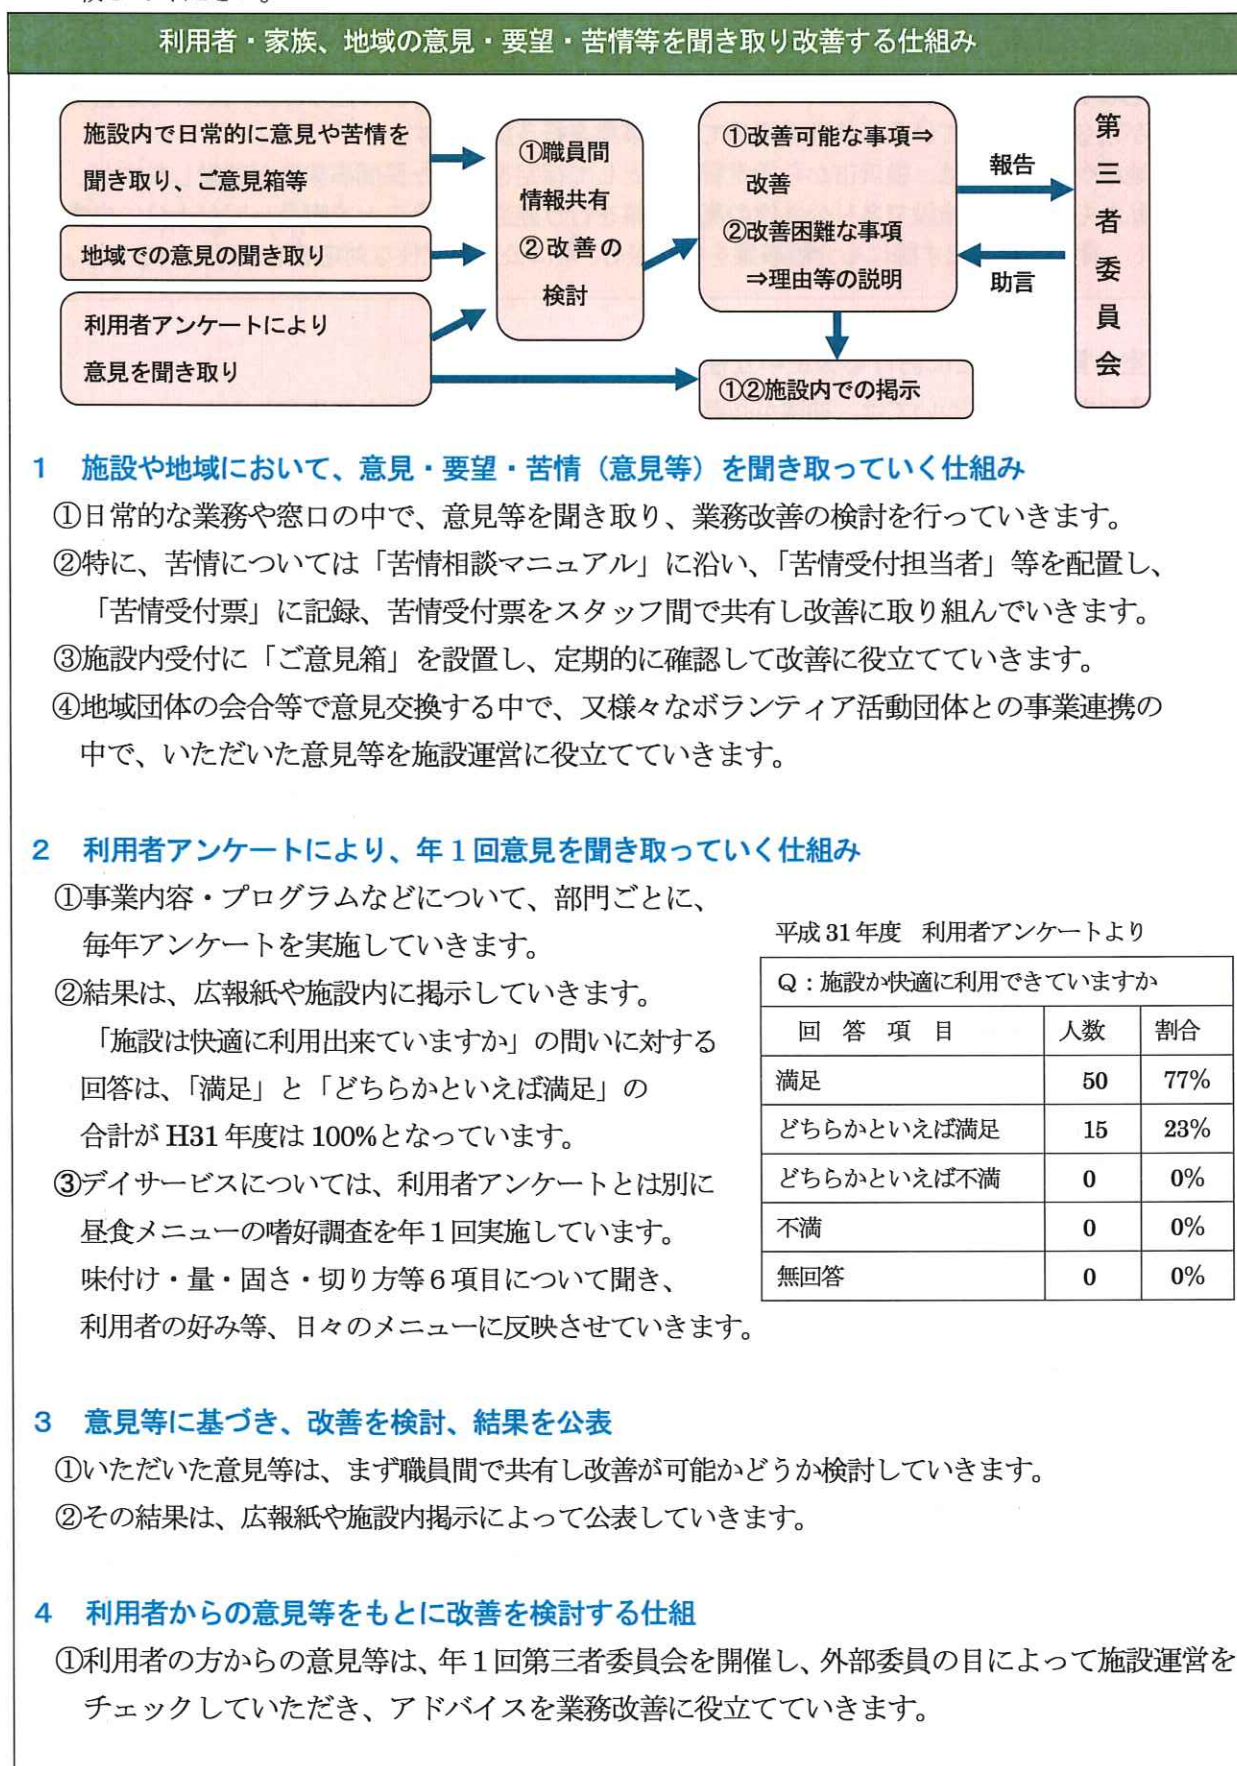 利用者・家族、地域の意見・要望・苦情等を聞き取り改善する仕組み
施設内で日常的に意見や苦情を
聞き取り、ご意見箱等
地域での意見の聞き取り
利用者アンケートにより
意見を聞き取り
①職員間
情報共有
②改善の
検討
①改善可能な事項⇒
改善
②改善困難な事項
⇒理由等の説明
①②施設内での掲示
報告
助言
第三者委員会
1 施設や地域において、意見・要望・苦情（意見等）を聞き取っていく仕組み
①日常的な業務や窓口の中で、意見等を聞き取り、業務改善の検討を行っていきます。
②特に、苦情については「苦情相談マニュアル」に沿い、「苦情受付担当者」等を配置し、
「苦情受付票」に記録、苦情受付票をスタッフ間で共有し改善に取り組んでいきます。
③施設内受付に「ご意見箱」を設置し、定期的に確認して改善に役立てていきます。
④地域団体の会合等で意見交換する中で、又様々なボランティア活動団体との事業連携の
中で、いただいた意見等を施設運営に役立てていきます。
2 利用者アンケートにより、年１回意見を聞き取っていく仕組み
①事業内容・プログラムなどについて、部門ごとに、
毎年アンケートを実施していきます。
②結果は、広報紙や施設内に掲示していきます。
「施設は快適に利用出来ていますか」の問いに対する
回答は、「満足」と「どちらかといえば満足」の
合計が H31 年度は 100%となっています。
③デイサービスについては、利用者アンケートとは別に
昼食メニューの嗜好調査を年１回実施しています。
味付け・量・固さ・切り方等６項目について聞き、
利用者の好み等、日々のメニューに反映させていきます。
平成 31 年度 利用者アンケートより
Q：施設か快適に利用できていますか
回 答 項 目 人数 割合
満足 50 77%
どちらかといえば満足 15 23%
どちらかといえば不満 0 0%
不満 0 0%
無回答 0 0%
3 意見等に基づき、改善を検討、結果を公表
①いただいた意見等は、まず職員間で共有し改善が可能かどうか検討していきます。
②その結果は、広報紙や施設内掲示によって公表していきます。
4 利用者からの意見等をもとに改善を検討する仕組
①利用者の方からの意見等は、年１回第三者委員会を開催し、外部委員の目によって施設運営を
チェックしていただき、アドバイスを業務改善に役立てていきます。